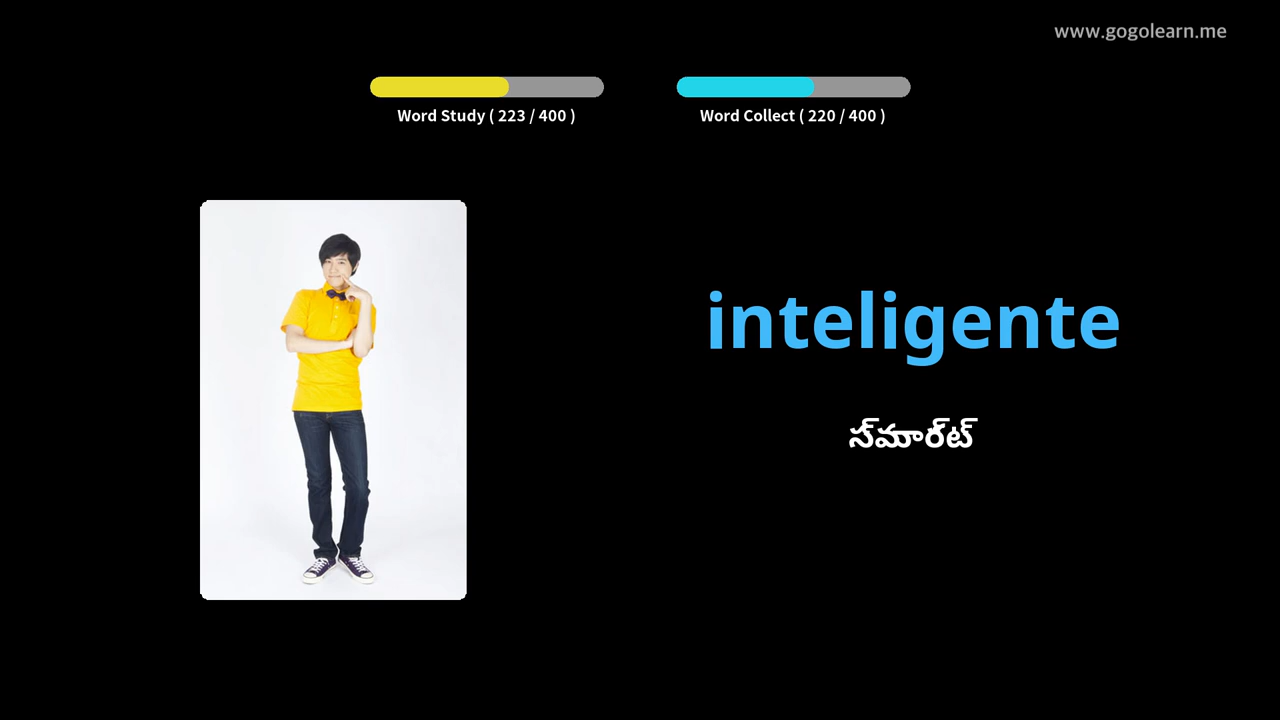 www.gogolearn.me
Word Study ( 223 / 400 )
Word Collect ( 220 / 400 )
inteligente
స్మార్ట్